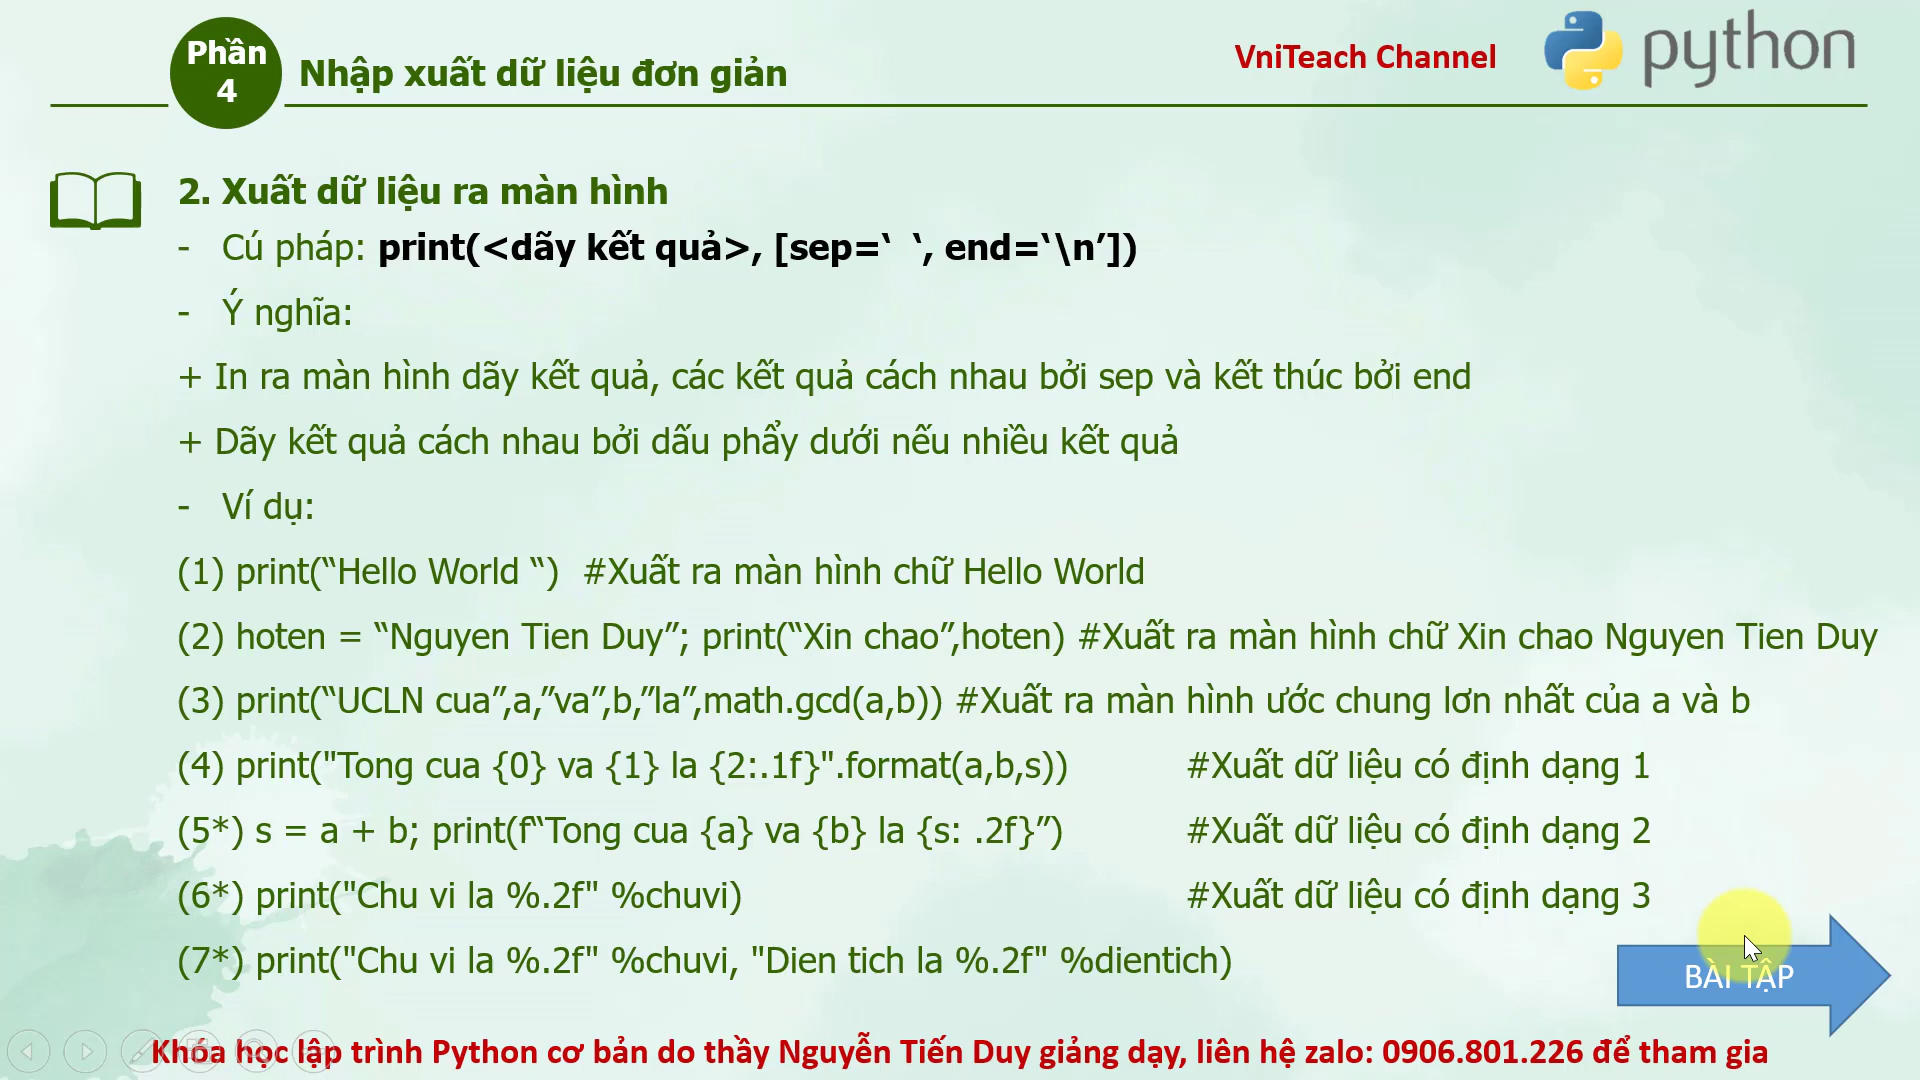 Phần
4
Nhập xuất dữ liệu đơn giản
VniTeach Channel
python
2. Xuất dữ liệu ra màn hình
- Cú pháp: print(<dãy kết quả>, [sep=‘ ‘, end=‘\n’])
- Ý nghĩa:
+ In ra màn hình dãy kết quả, các kết quả cách nhau bởi sep và kết thúc bởi end
+ Dãy kết quả cách nhau bởi dấu phẩy dưới nếu nhiều kết quả
- Ví dụ:
(1) print(“Hello World “) #Xuất ra màn hình chữ Hello World
(2) hoten = “Nguyen Tien Duy”; print(“Xin chao”,hoten) #Xuất ra màn hình chữ Xin chao Nguyen Tien Duy
(3) print(“UCLN cua”,a,”va”,b,”la”,math.gcd(a,b)) #Xuất ra màn hình ước chung lơn nhất của a và b
(4) print("Tong cua {0} va {1} la {2:.1f}".format(a,b,s)) #Xuất dữ liệu có định dạng 1
(5*) s = a + b; print(f“Tong cua {a} va {b} la {s: .2f}”) #Xuất dữ liệu có định dạng 2
(6*) print("Chu vi la %.2f" %chuvi) #Xuất dữ liệu có định dạng 3
(7*) print("Chu vi la %.2f" %chuvi, "Dien tich la %.2f" %dientich)
BÀI TẬP
Khóa học lập trình Python cơ bản do thầy Nguyễn Tiến Duy giảng dạy, liên hệ zalo: 0906.801.226 để tham gia